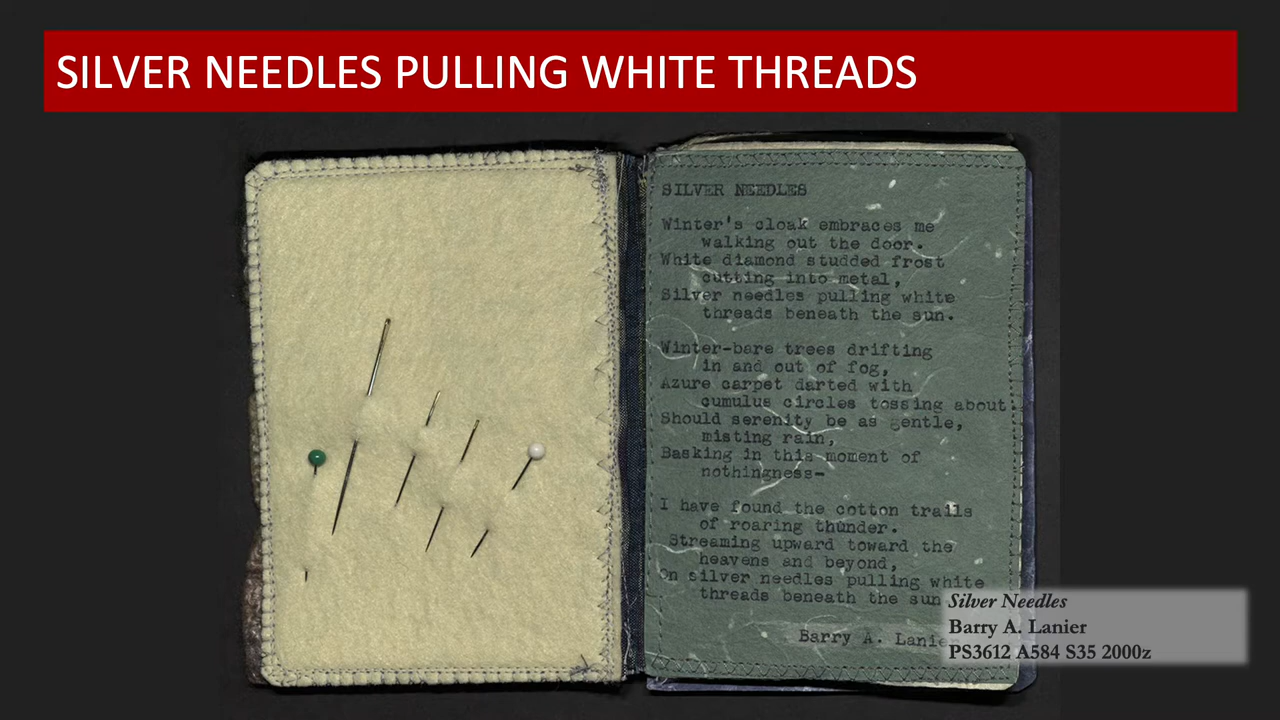 SILVER NEEDLES PULLING WHITE THREADS
SILVER NEEDLES
Winter's cloak embraces me
walking out the door.
White diamond studded frost
cutting into metal,
Silver needles pulling white
threads beneath the sun.
Winter-bare trees drifting
in and out of fog,
Azure carpet darted with
cumulus circles tossing about
Should serenity be as gentle,
misting rain,
Basking in this moment of
nothingness-
I have found the cotton trails
of roaring thunder.
Streaming upward toward the
heavens and beyond,
On silver needles pulling white
threads beneath the sun
Barry A. Lanier
Silver Needles
Barry A. Lanier
PS3612 A584 S35 2000z